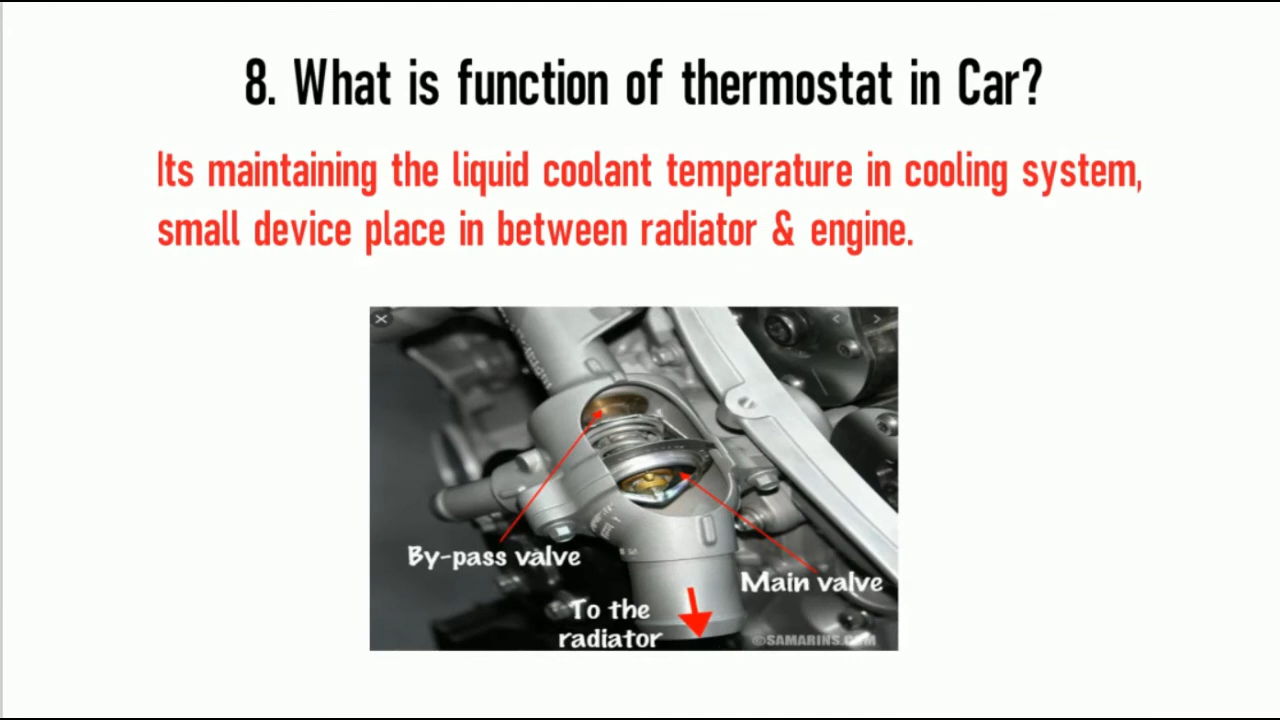 8. What is function of thermostat in Car?
Its maintaining the liquid coolant temperature in cooling system,
small device place in between radiator & engine.
By-pass valve
Main valve
To the
radiator
©SAMARINS.COM